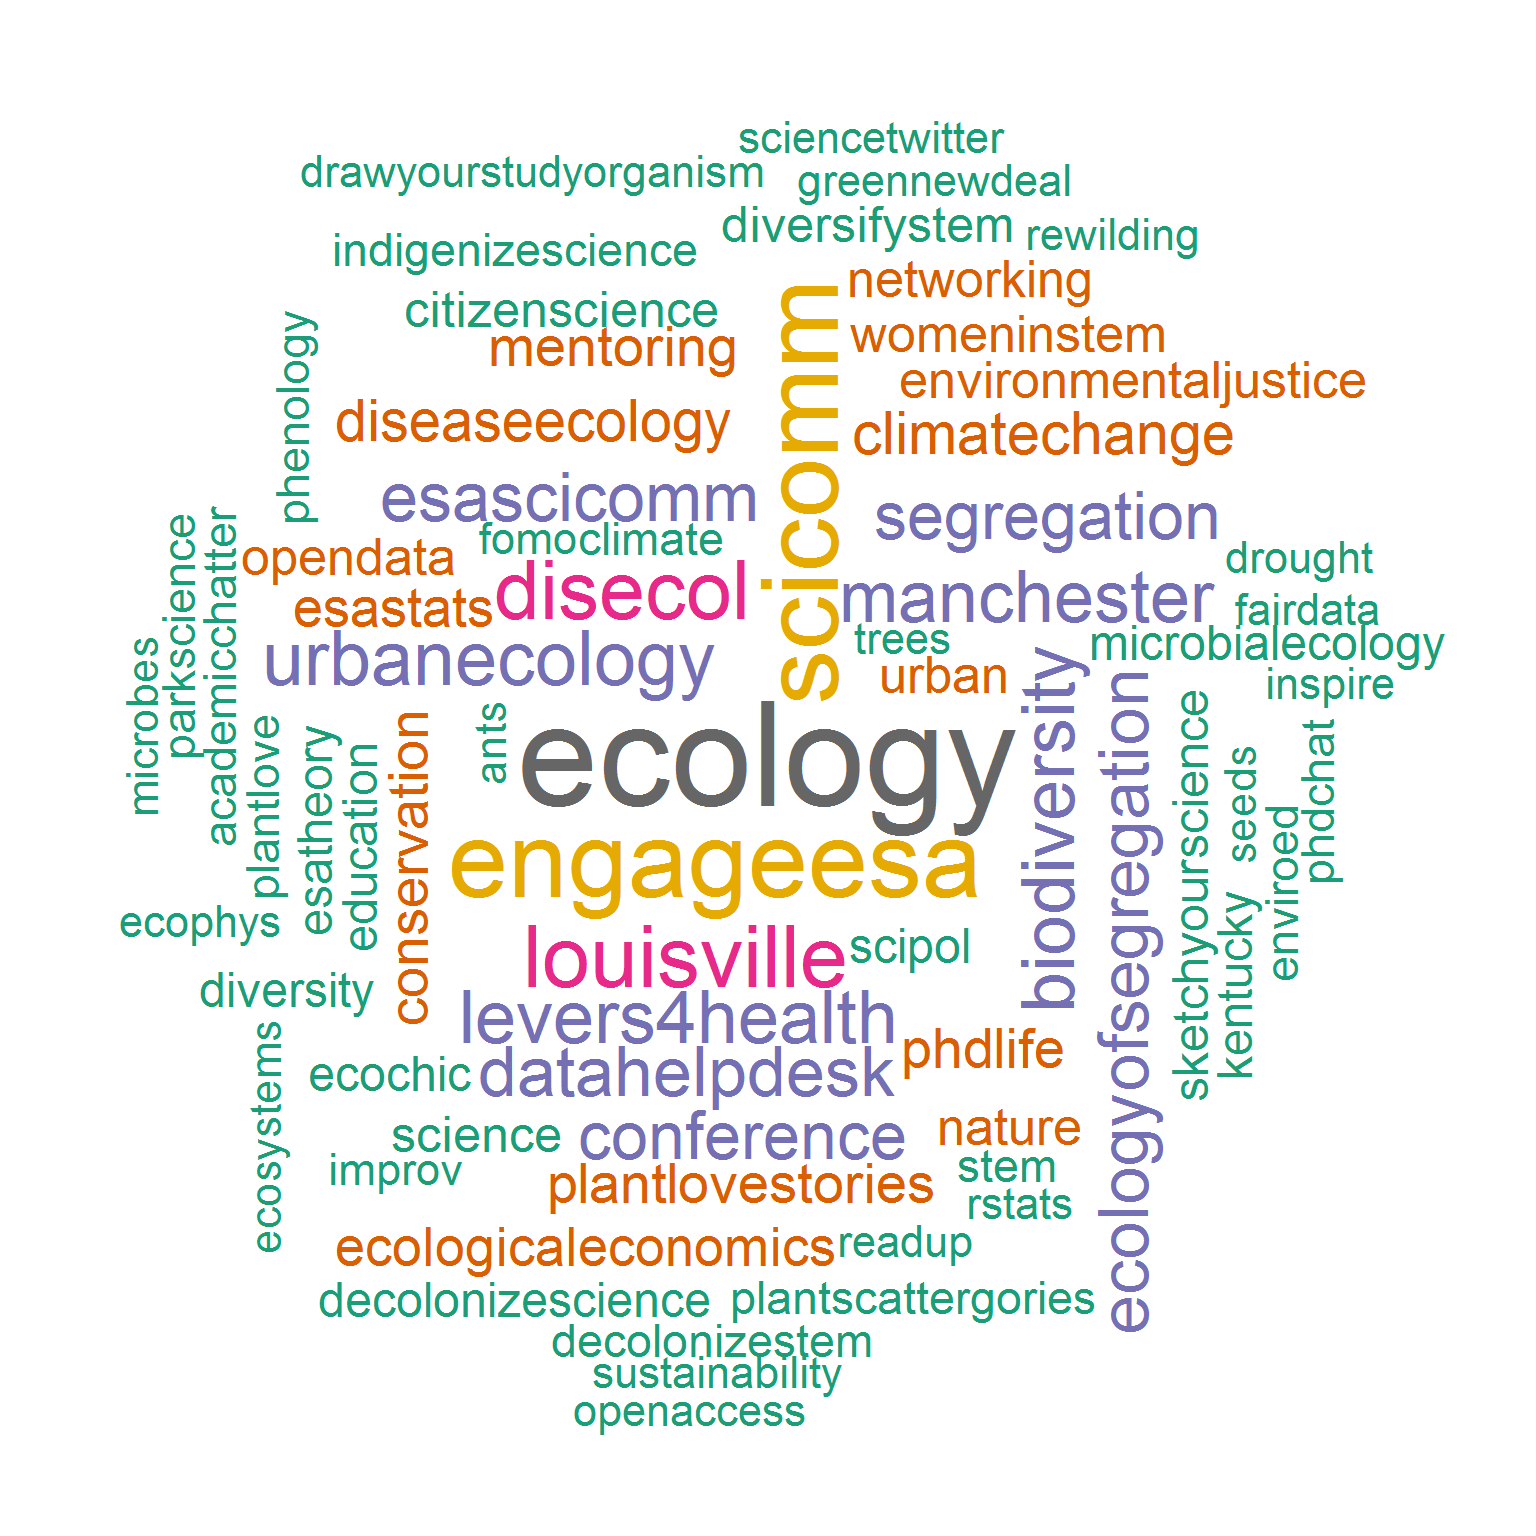 sciencetwitter
drawyourstudyorganism
greennewdeal
diversifystem
rewilding
indigenizescience
networking
citizenscience
womeninstem
mentoring
environmentaljustice
phenology
diseaseecology
scicomm
climatechange
esascicomm
segregation
fomoclimate
opendata
drought
disecol
manchester
esastats
fairdata
trees
microbialecology
urbanecology
urban
inspire
microbes
parkscience
academicchatter
plantlove
esatheory
education
conservation
ants
ecology
biodiversity
ecologyofsegregation
sketchyourscience
seeds
phdchat
enviroed
kentucky
engageesa
ecophys
louisville
scipol
diversity
levers4health
phdlife
ecochic
datahelpdesk
ecosystems
science
conference
nature
improv
stem
plantlovestories
rstats
ecologicaleconomics
readup
decolonizescience
plantscattergories
decolonizestem
sustainability
openaccess